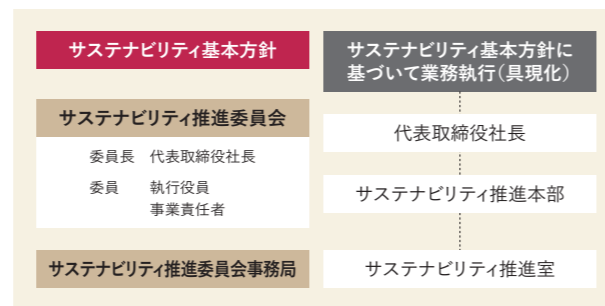 サステナビリティ基本方針
サステナビリティ推進委員会
委員長 代表取締役社長
委員 執行役員
事業責任者
サステナビリティ推進委員会事務局
サステナビリティ基本方針に
基づいて業務執行(具現化)
代表取締役社長
サステナビリティ推進本部
サステナビリティ推進室